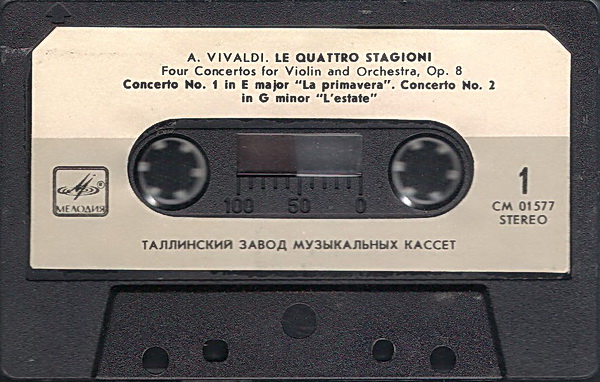 A. VIVALDI. LE QUATTRO STAGIONI
Four Concertos for Violin and Orchestra, Op. 8
Concerto No. 1 in E major "La primavera". Concerto No. 2
in G minor "L'estate"
МЕЛОДИЯ
100 50 0
1
СМ 01577
STEREO
ТАЛЛИНСКИЙ ЗАВОД МУЗЫКАЛЬНЫХ КАССЕТ